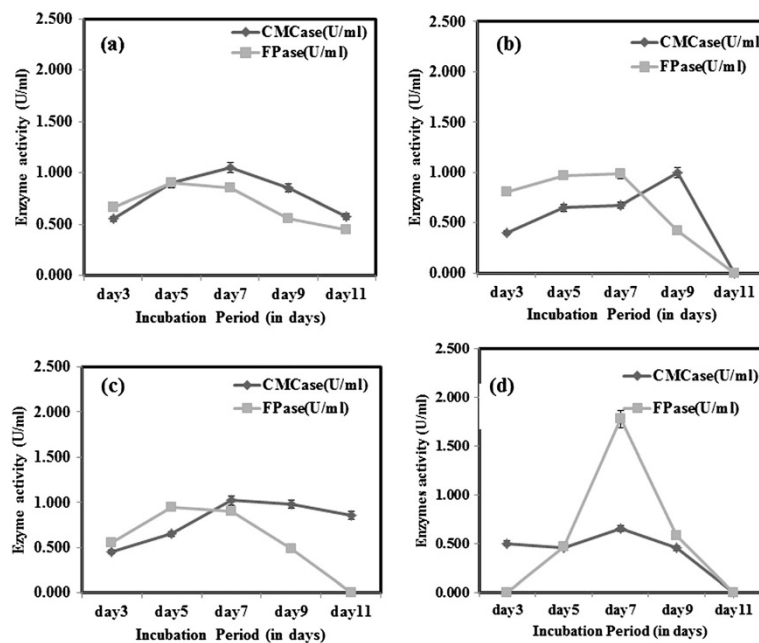 (a)
CMCase(U/ml)
FPase(U/ml)
Enzyme activity (U/ml)
2.500
2.000
1.500
1.000
0.500
0.000
day3 day5 day7 day9 day11
Incubation Period (in days)
(b)
CMCase(U/ml)
FPase(U/ml)
Enzyme activity (U/ml)
2.500
2.000
1.500
1.000
0.500
0.000
day3 day5 day7 day9 day11
Incubation Period (in days)
(c)
CMCase(U/ml)
FPase(U/ml)
Ezyme activity (U/ml)
2.500
2.000
1.500
1.000
0.500
0.000
day3 day5 day7 day9 day11
Incubation Period (in days)
(d)
CMCase(U/ml)
FPase(U/ml)
Enzymes activity (U/ml)
2.500
2.000
1.500
1.000
0.500
0.000
day3 day5 day7 day9 day11
Incubation Period (in days)